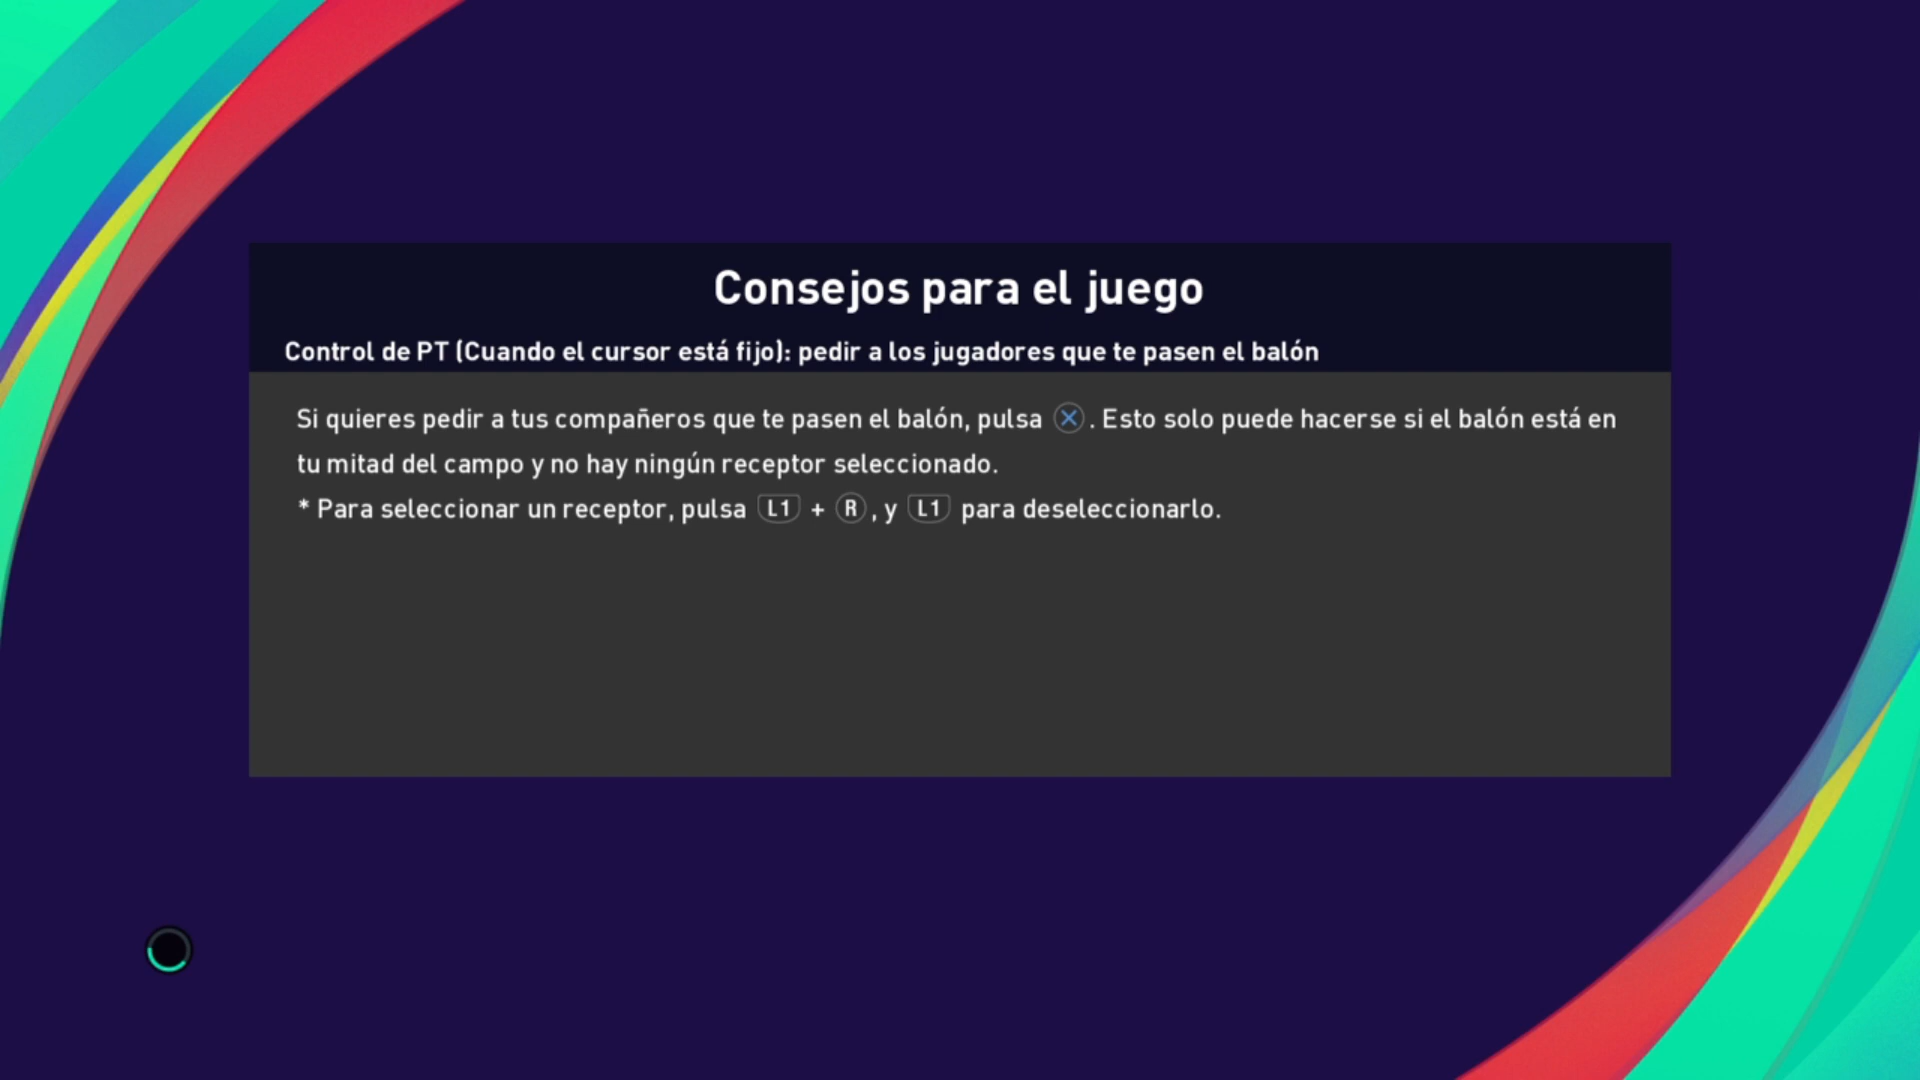 Consejos para el juego
Control de PT (Cuando el cursor está fijo): pedir a los jugadores que te pasen el balón
Si quieres pedir a tus compañeros que te pasen el balón, pulsa ⓧ. Esto solo puede hacerse si el balón está en
tu mitad del campo y no hay ningún receptor seleccionado.
* Para seleccionar un receptor, pulsa L1 + R, y L1 para deseleccionarlo.